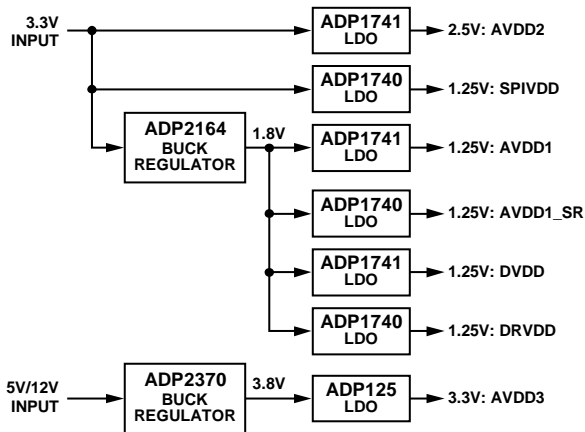 3.3V
INPUT
ADP1741
LDO
2.5V: AVDD2
ADP1740
LDO
1.25V: SPIVDD
ADP2164
BUCK
REGULATOR
1.8V
ADP1741
LDO
1.25V: AVDD1
ADP1740
LDO
1.25V: AVDD1_SR
ADP1741
LDO
1.25V: DVDD
ADP1740
LDO
1.25V: DRVDD
5V/12V
INPUT
ADP2370
BUCK
REGULATOR
3.8V
ADP125
LDO
3.3V: AVDD3